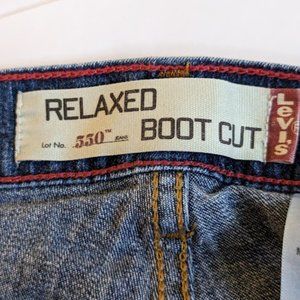 RELAXED
Lot No. 550™ JEANS
BOOT CUT
Levi's